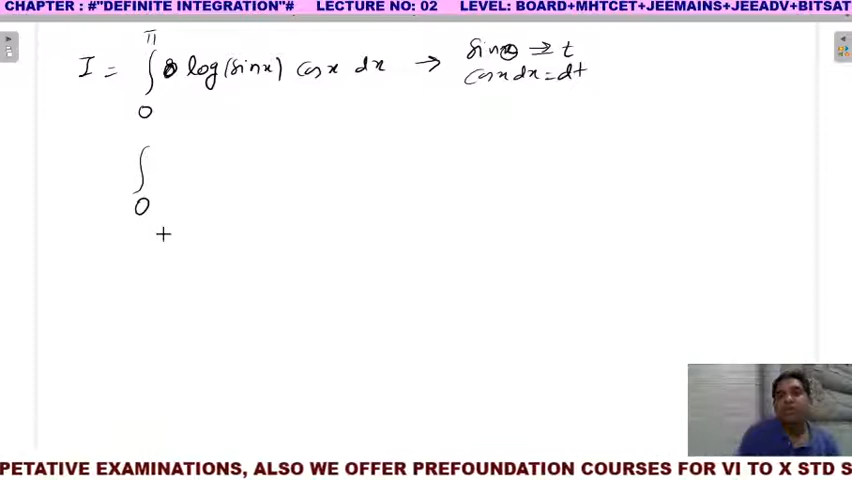 CHAPTER : #"DEFINITE INTEGRATION"# LECTURE NO: 02 LEVEL: BOARD+MHTCET+JEEMAINS+JEEADV+BITSAT
π
I = ∫ log(sinx) cosx dx → sinx ⇒ t
cosx dx = dt
0
∫
0
+
PETATIVE EXAMINATIONS, ALSO WE OFFER PREFOUNDATION COURSES FOR VI TO X STD S